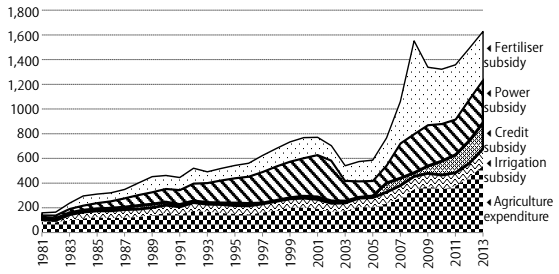 1,800
1,600
1,400
1,200
1,000
800
600
400
200
0
◂ Fertiliser
subsidy
◂ Power
subsidy
◂ Credit
subsidy
◂ Irrigation
subsidy
◂ Agriculture
expenditure
1981
1983
1985
1987
1989
1991
1993
1995
1997
1999
2001
2003
2005
2007
2009
2011
2013